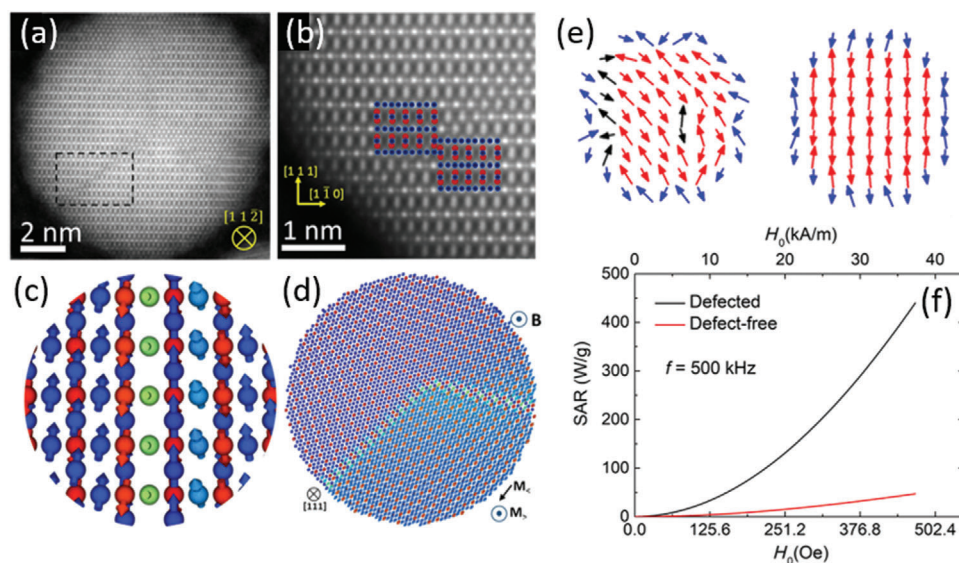 (a)
[1 1 2̄]
2 nm
(b)
[1 1 1]
[1 1̄ 0]
1 nm
(c)
(d)
B
[111]
M<
M>
(e)
H₀(kA/m)
0 10 20 30 40
(f)
500
400
300
200
100
0
SAR (W/g)
Defected
Defect-free
f = 500 kHz
0.0 125.6 251.2 376.8 502.4
H₀(Oe)